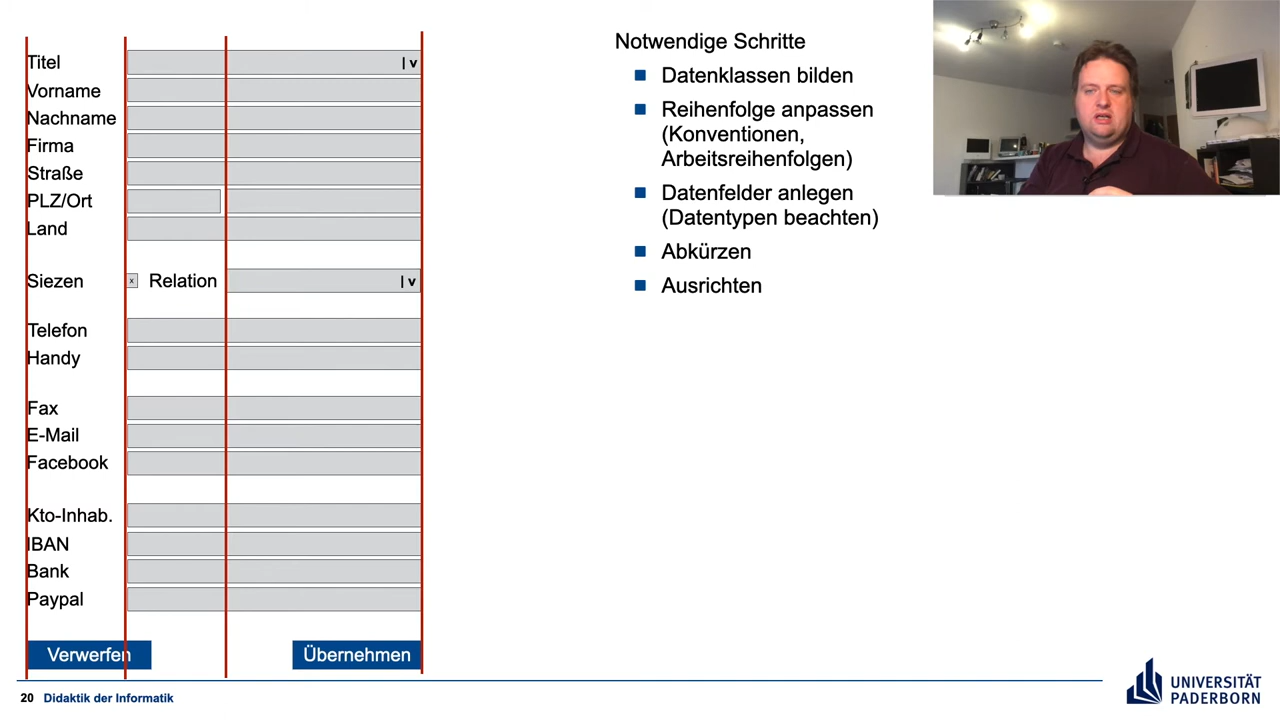 Titel | v
Vorname
Nachname
Firma
Straße
PLZ/Ort
Land
Siezen x Relation | v
Telefon
Handy
Fax
E-Mail
Facebook
Kto-Inhab.
IBAN
Bank
Paypal
Verwerfen Übernehmen
Notwendige Schritte
Datenklassen bilden
Reihenfolge anpassen
(Konventionen,
Arbeitsreihenfolgen)
Datenfelder anlegen
(Datentypen beachten)
Abkürzen
Ausrichten
20 Didaktik der Informatik
UNIVERSITÄT
PADERBORN